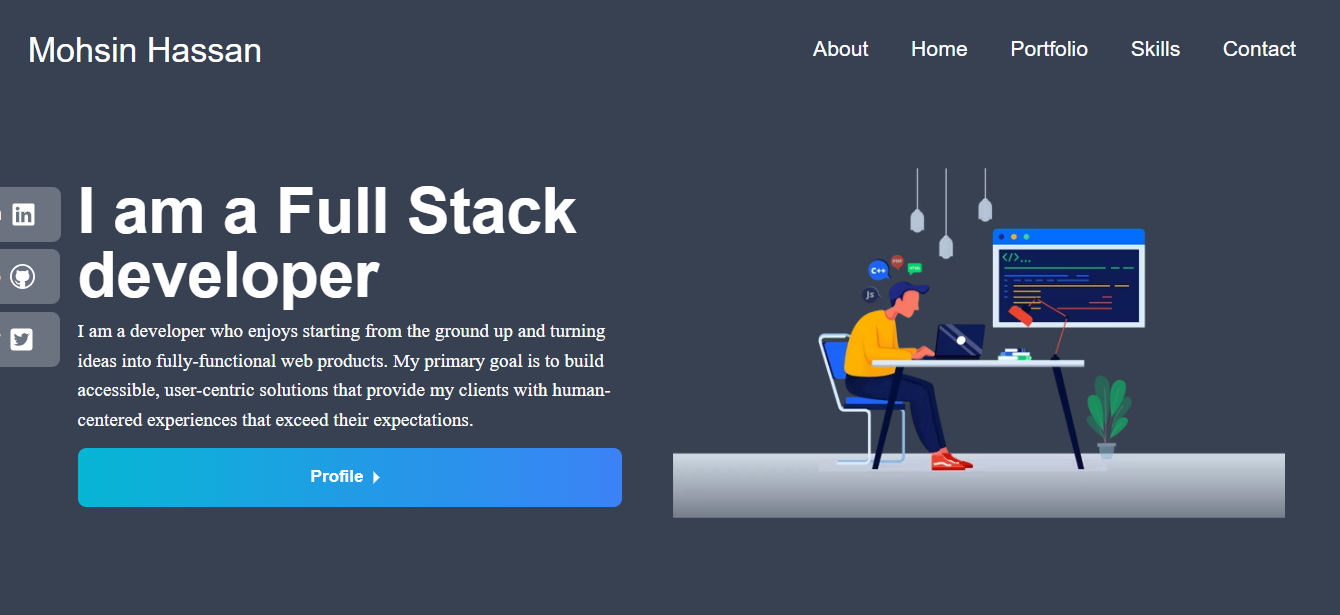 Mohsin Hassan
About Home Portfolio Skills Contact
in
I am a Full Stack
developer
I am a developer who enjoys starting from the ground up and turning
ideas into fully-functional web products. My primary goal is to build
accessible, user-centric solutions that provide my clients with human-
centered experiences that exceed their expectations.
Profile
C++
Js
</>...